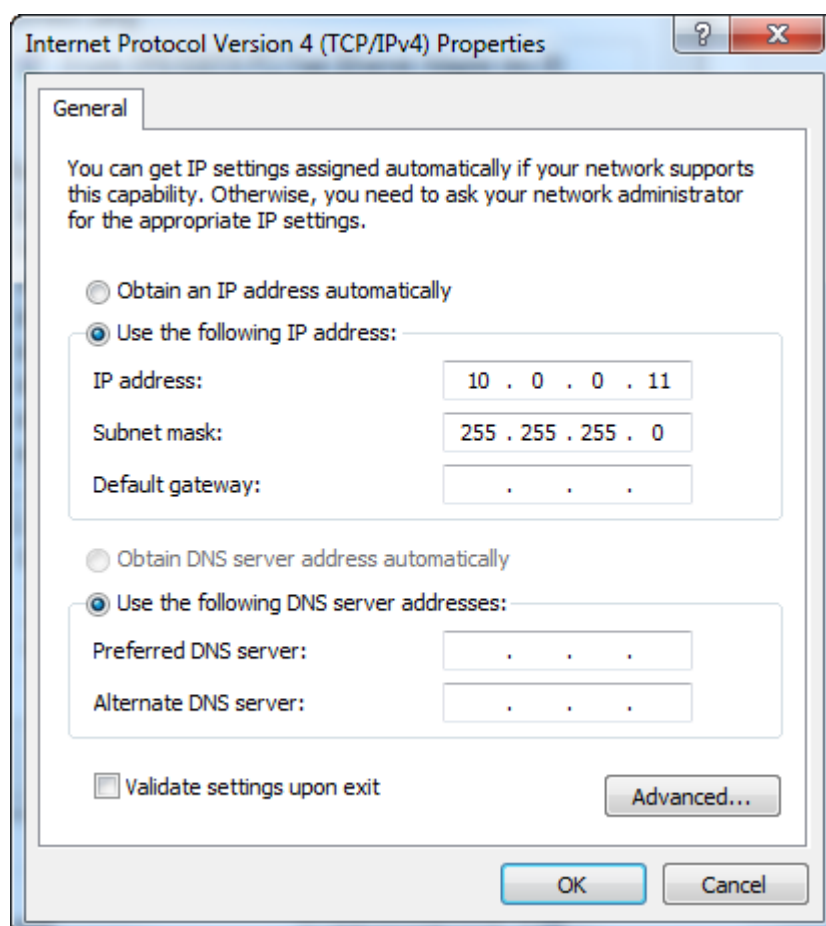 Internet Protocol Version 4 (TCP/IPv4) Properties
General
You can get IP settings assigned automatically if your network supports
this capability. Otherwise, you need to ask your network administrator
for the appropriate IP settings.
Obtain an IP address automatically
Use the following IP address:
IP address: 10 . 0 . 0 . 11
Subnet mask: 255 . 255 . 255 . 0
Default gateway: . . .
Obtain DNS server address automatically
Use the following DNS server addresses:
Preferred DNS server: . . .
Alternate DNS server: . . .
Validate settings upon exit
Advanced...
OK Cancel